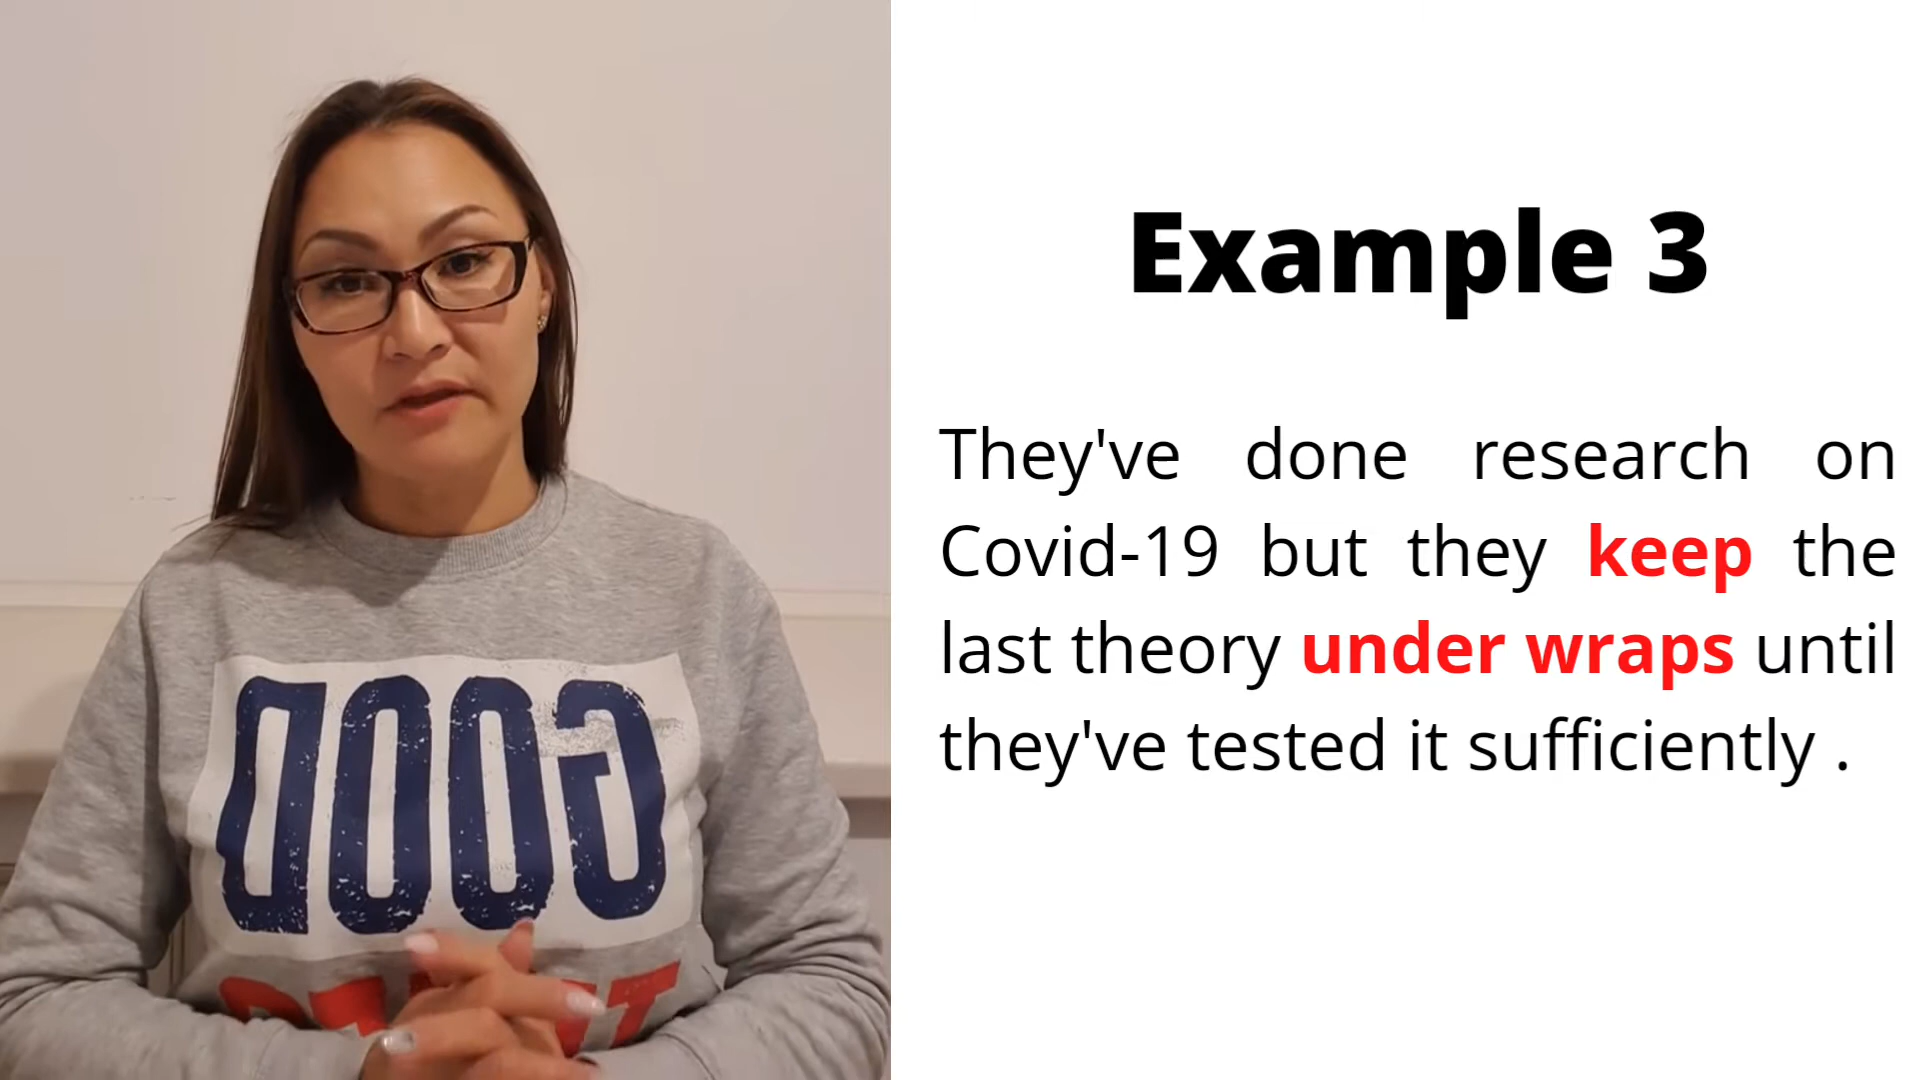 Example 3
They've done research on
Covid-19 but they keep the
last theory under wraps until
they've tested it sufficiently .
GOOD